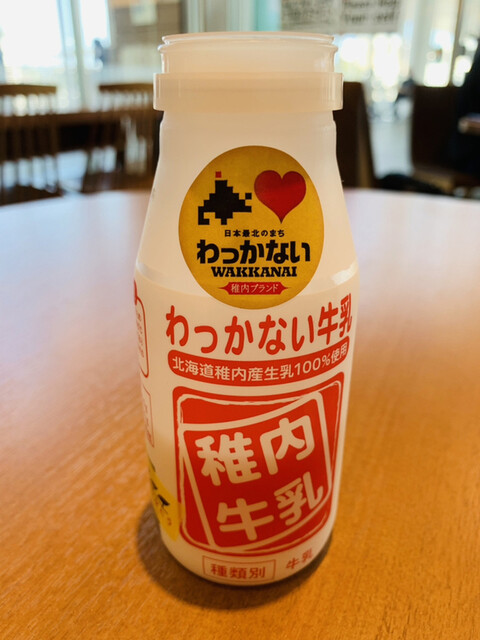 日本最北のまち
わっかない
WAKKANAI
稚内ブランド
わっかない牛乳
北海道稚内産生乳100%使用
稚内
牛乳
種類別 牛乳